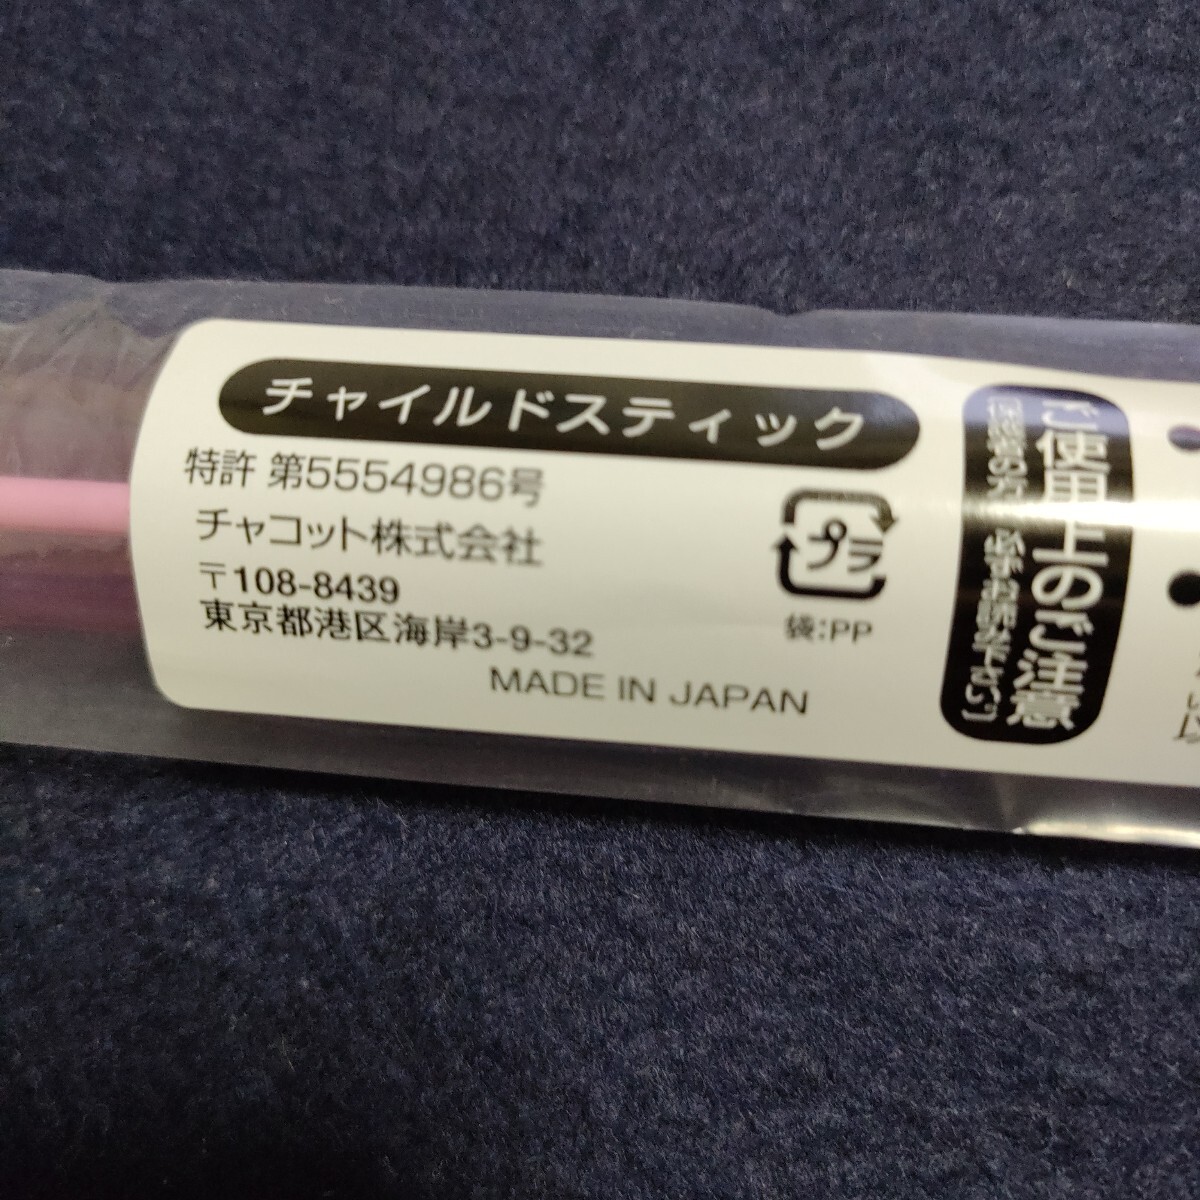 チャイルドスティック
特許 第5554986号
チャコット株式会社
〒108-8439
東京都港区海岸3-9-32
MADE IN JAPAN
プラ
袋:PP
ご使用上のご注意